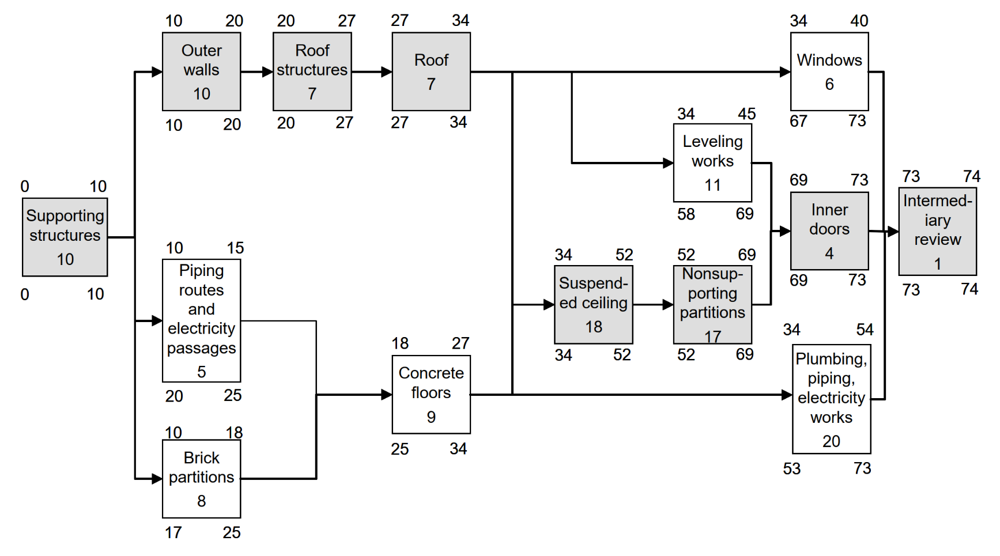 10 20
Outer
walls
10
10 20
20 27
Roof
structures
7
20 27
27 34
Roof
7
27 34
34 40
Windows
6
67 73
34 45
Leveling
works
11
58 69
0 10
Supporting
structures
10
0 10
69 73
Inner
doors
4
69 73
73 74
Intermed-
iary
review
1
73 74
10 15
Piping
routes
and
electricity
passages
5
20 25
34 52
Suspend-
ed ceiling
18
34 52
52 69
Nonsup-
porting
partitions
17
52 69
18 27
Concrete
floors
9
25 34
34 54
Plumbing,
piping,
electricity
works
20
53 73
10 18
Brick
partitions
8
17 25